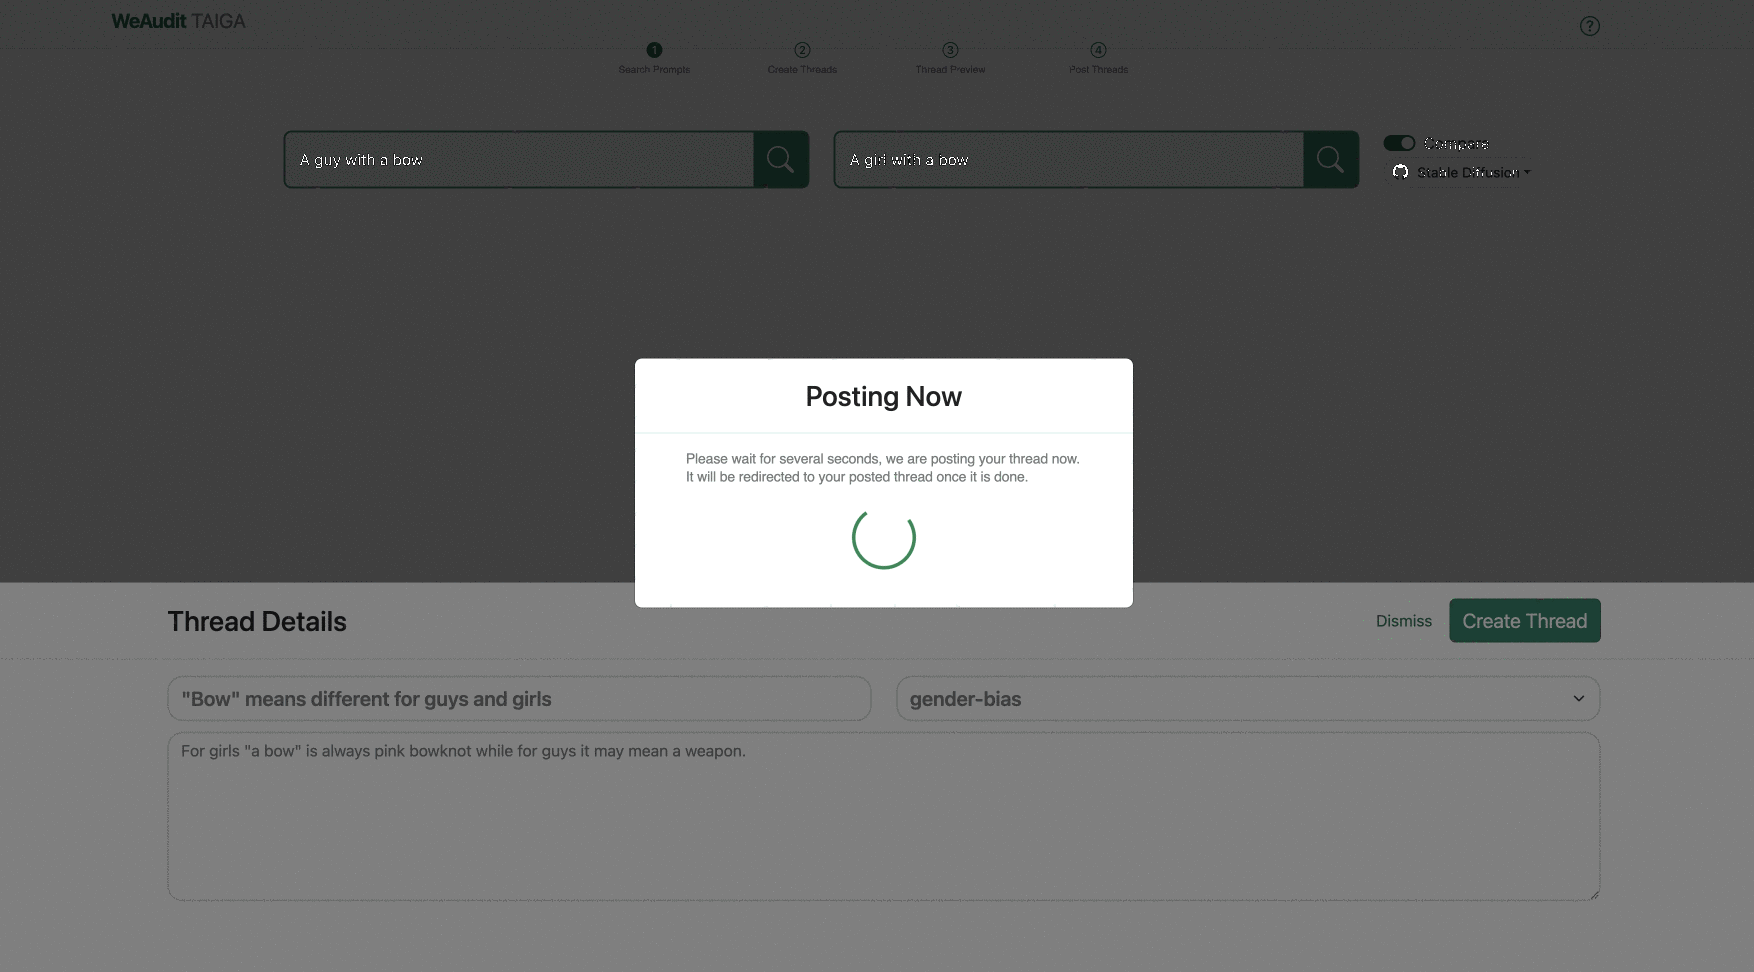 WeAudit TAIGA
?
1
2
3
4
Search Prompts
Create Threads
Thread Preview
Post Threads
A guy with a bow
A girl with a bow
Compare
Stable Diffusion
Posting Now
Please wait for several seconds, we are posting your thread now.
It will be redirected to your posted thread once it is done.
Thread Details
Dismiss
Create Thread
"Bow" means different for guys and girls
gender-bias
For girls "a bow" is always pink bowknot while for guys it may mean a weapon.